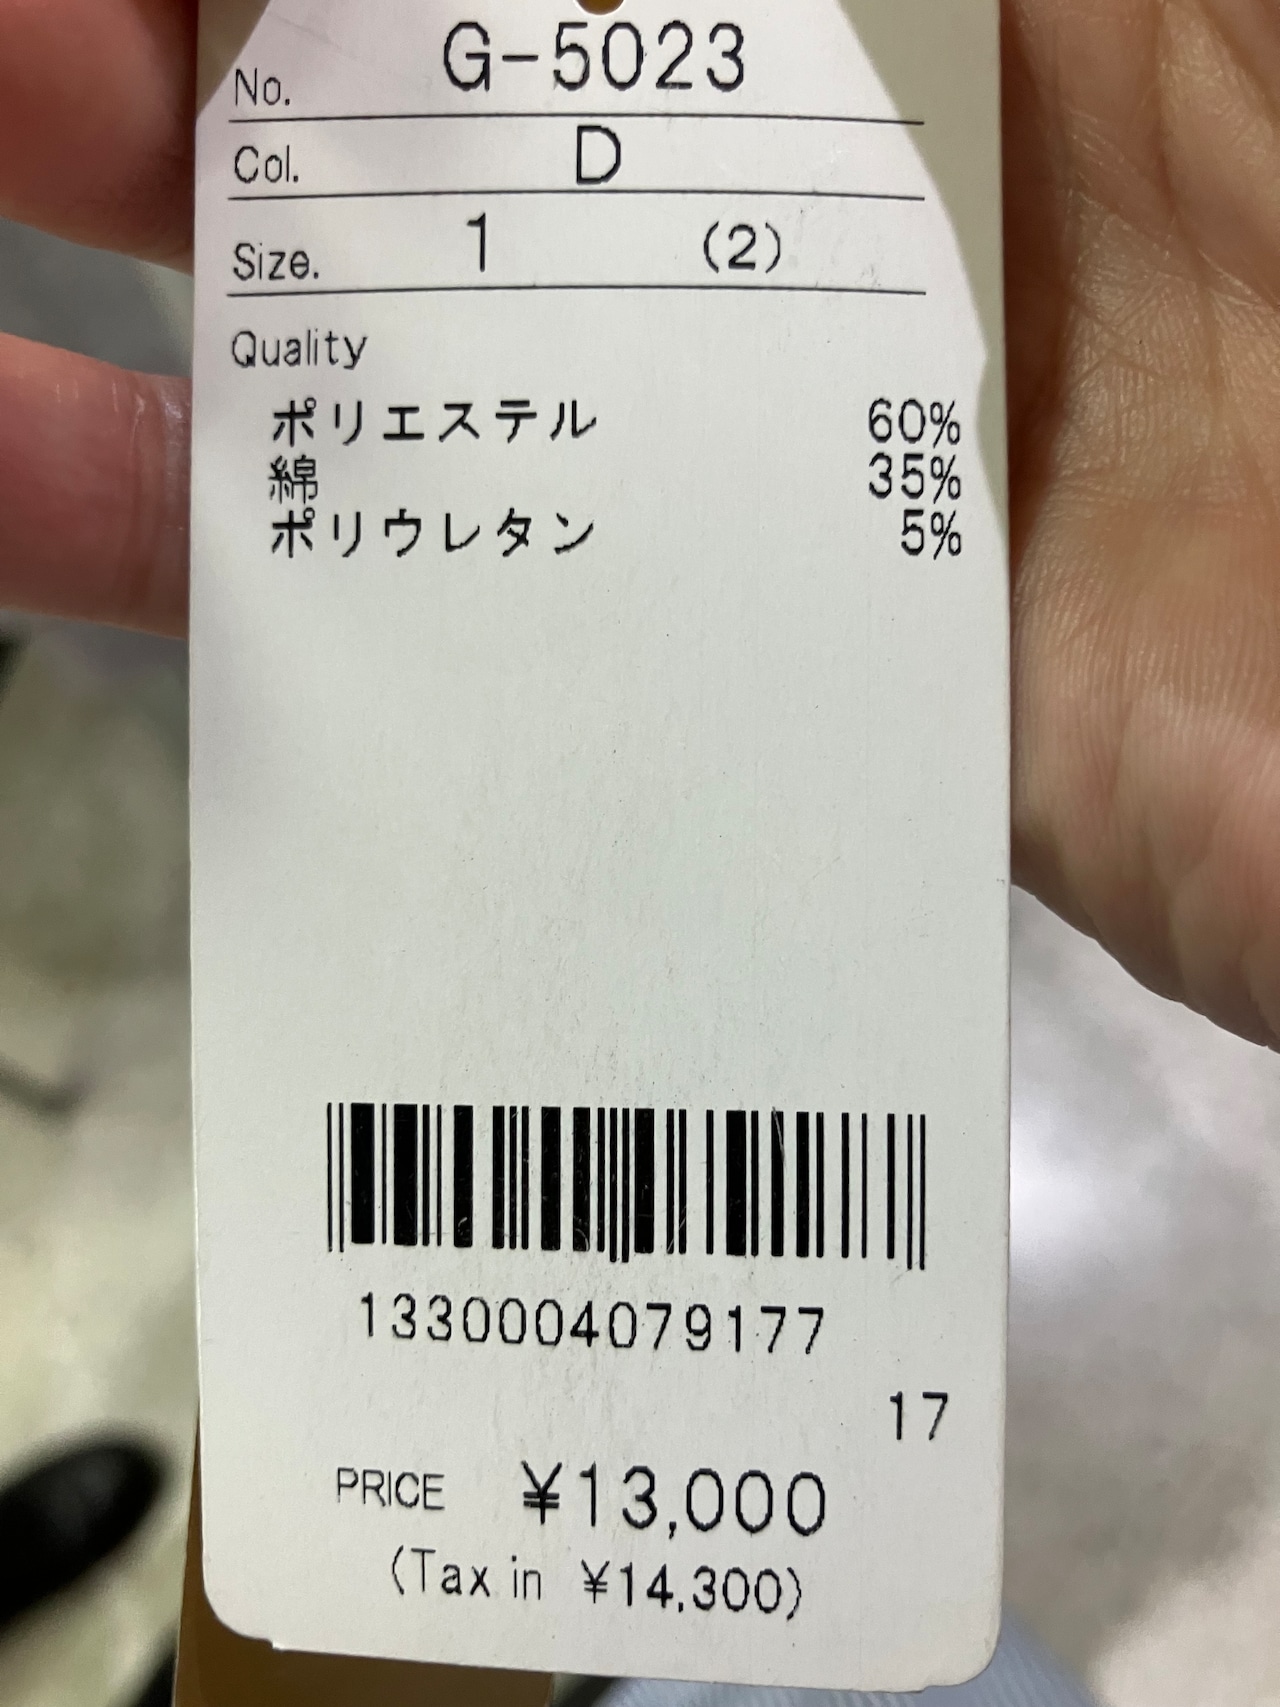 No. G-5023
Col. D
Size. 1 (2)
Quality
ポリエステル 60%
綿 35%
ポリウレタン 5%
1330004079177
17
PRICE ¥13,000
(Tax in ¥14,300)